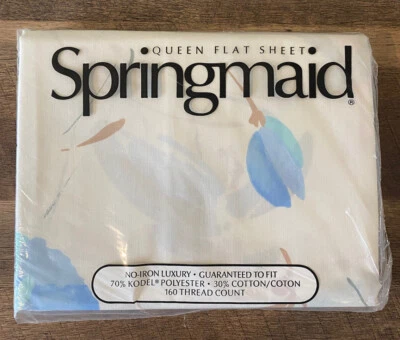 •QUEEN FLAT SHEET•
Springmaid®
NO-IRON LUXURY • GUARANTEED TO FIT
70% KODEL® POLYESTER • 30% COTTON/COTON
160 THREAD COUNT